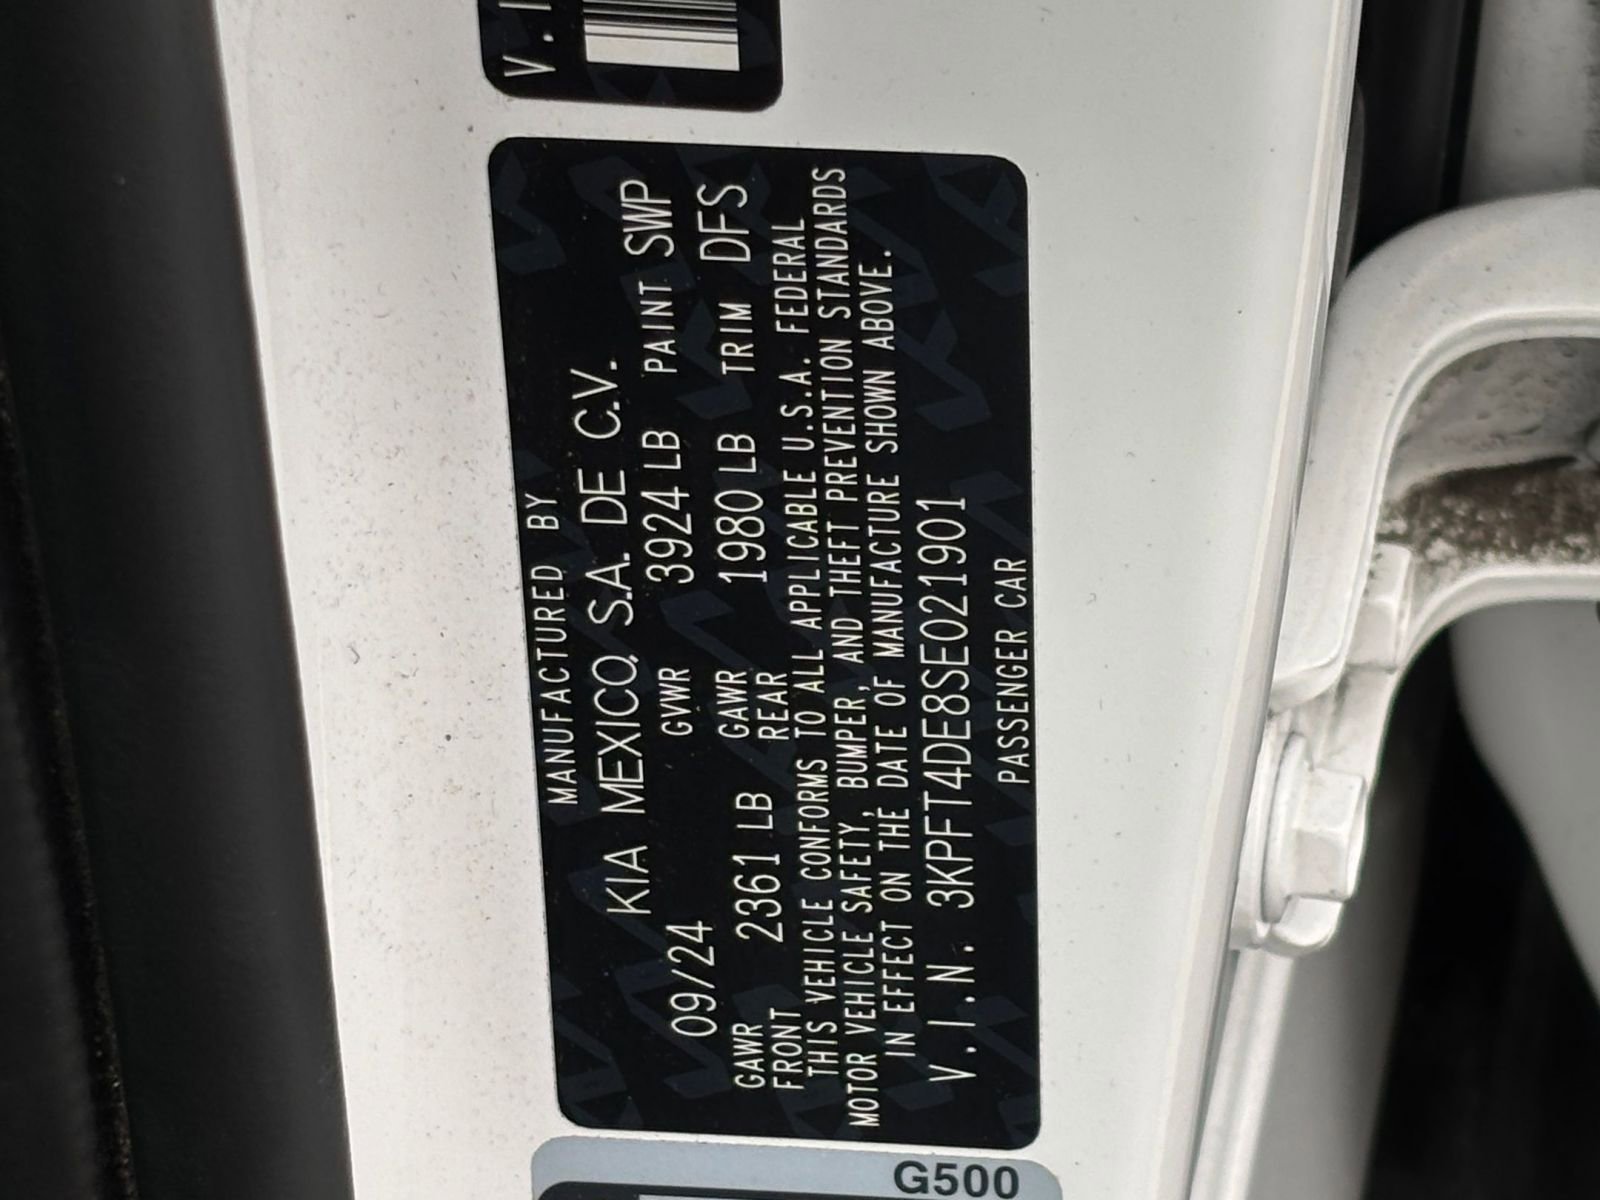 V.I
MANUFACTURED BY
KIA MEXICO, S.A. DE C.V.
09/24 GVWR 3924 LB PAINT SWP
GAWR FRONT 2361 LB GAWR REAR 1980 LB TRIM DFS
THIS VEHICLE CONFORMS TO ALL APPLICABLE U.S.A. FEDERAL
MOTOR VEHICLE SAFETY, BUMPER, AND THEFT PREVENTION STANDARDS
IN EFFECT ON THE DATE OF MANUFACTURE SHOWN ABOVE.
V.I.N. 3KPFT4DE8SE021901
PASSENGER CAR
G500